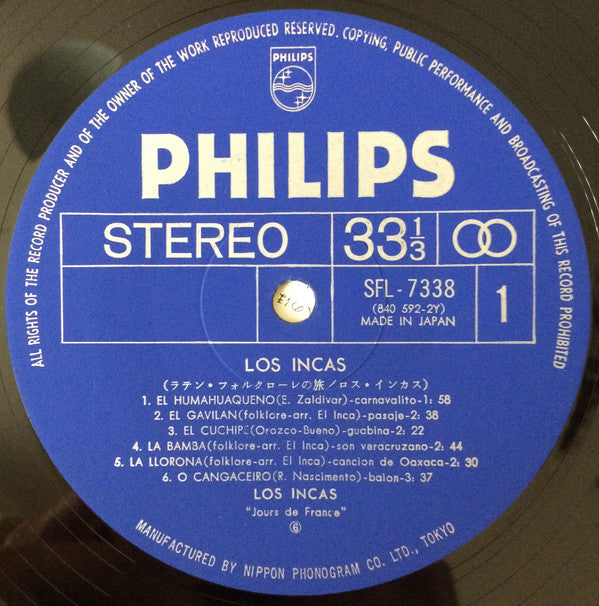 ALL RIGHTS OF THE RECORD PRODUCER AND OF THE OWNER OF THE WORK REPRODUCED RESERVED. COPYING, PUBLIC PERFORMANCE AND BROADCASTING OF THIS RECORD PROHIBITED
PHILIPS
PHILIPS
STEREO 33 1/3
SFL-7338
(840 592-2Y)
MADE IN JAPAN
1
LOS INCAS
(ラテン・フォルクローレの旅/ロス・インカス)
1. EL HUMAHUAQUENO(E. Zaldivar)-carnavalito-1: 58
2. EL GAVILAN(folklore-arr. El Inca)-pasaje-2: 38
3. EL CUCHIPE(Orozco-Bueno)-guabina-2: 22
4. LA BAMBA(folklore-arr. El Inca)-son veracruzano-2: 44
5. LA LLORONA(folklore-arr. El Inca)-cancion de Oaxaca-2: 30
6. O CANGACEIRO(R. Nascimento)-baion-3: 37
LOS INCAS
"Jours de France"
Ⓖ
MANUFACTURED BY NIPPON PHONOGRAM CO. LTD., TOKYO